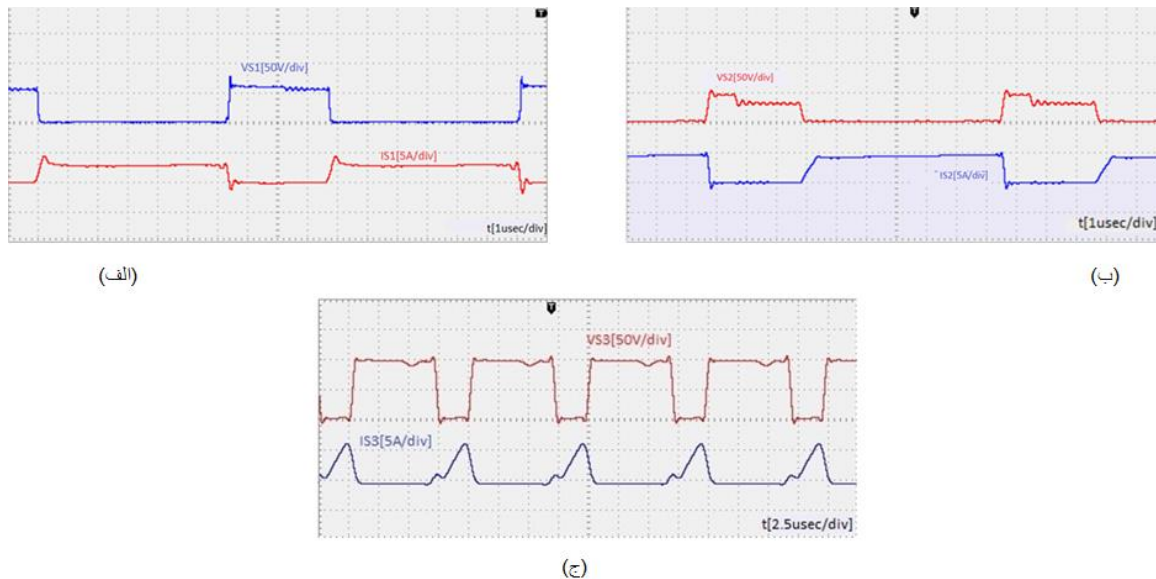 VS1[50V/div]
IS1[5A/div]
t[1usec/div]
(الف)
VS2[50V/div]
IS2[5A/div]
t[1usec/div]
(ب)
VS3[50V/div]
IS3[5A/div]
t[2.5usec/div]
(ج)